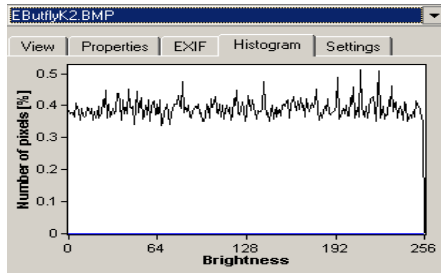 EButflyK2.BMP
View Properties EXIF Histogram Settings
Number of pixels [%]
0.5
0.4
0.3
0.2
0.1
0
0 64 128 192 256
Brightness